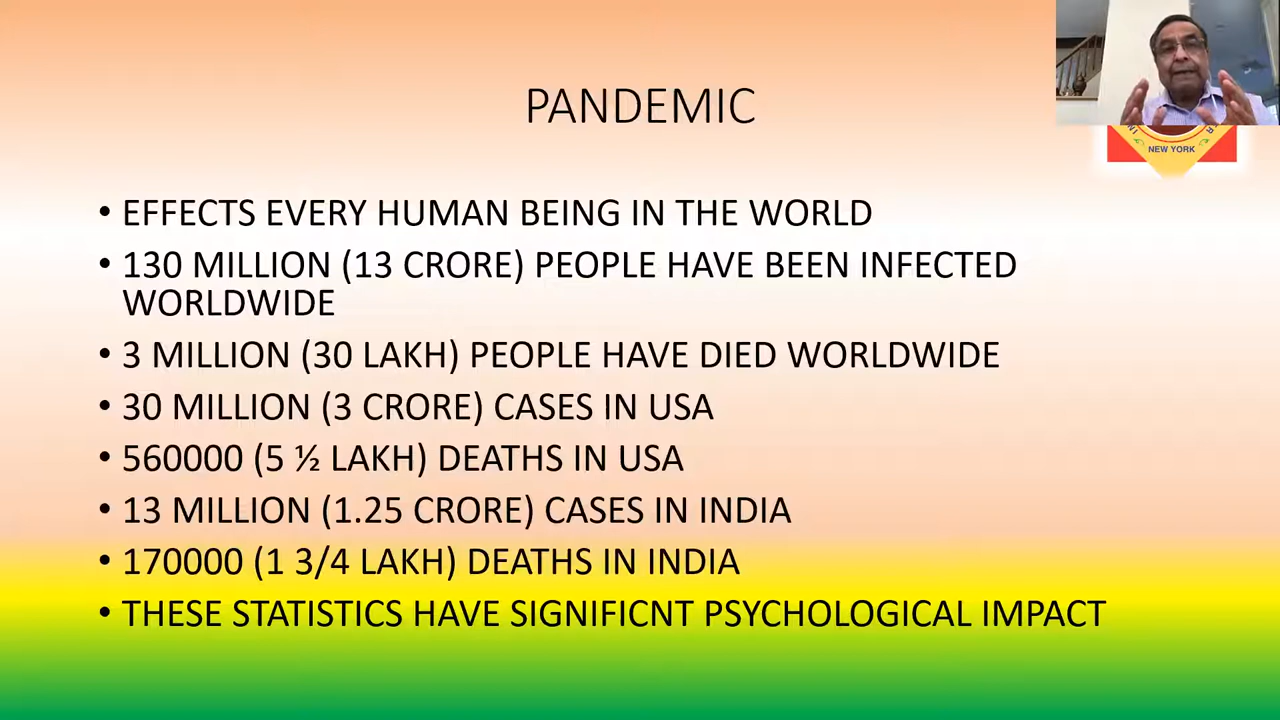 PANDEMIC
NEW YORK
• EFFECTS EVERY HUMAN BEING IN THE WORLD
• 130 MILLION (13 CRORE) PEOPLE HAVE BEEN INFECTED
WORLDWIDE
• 3 MILLION (30 LAKH) PEOPLE HAVE DIED WORLDWIDE
• 30 MILLION (3 CRORE) CASES IN USA
• 560000 (5 ½ LAKH) DEATHS IN USA
• 13 MILLION (1.25 CRORE) CASES IN INDIA
• 170000 (1 3/4 LAKH) DEATHS IN INDIA
• THESE STATISTICS HAVE SIGNIFICNT PSYCHOLOGICAL IMPACT